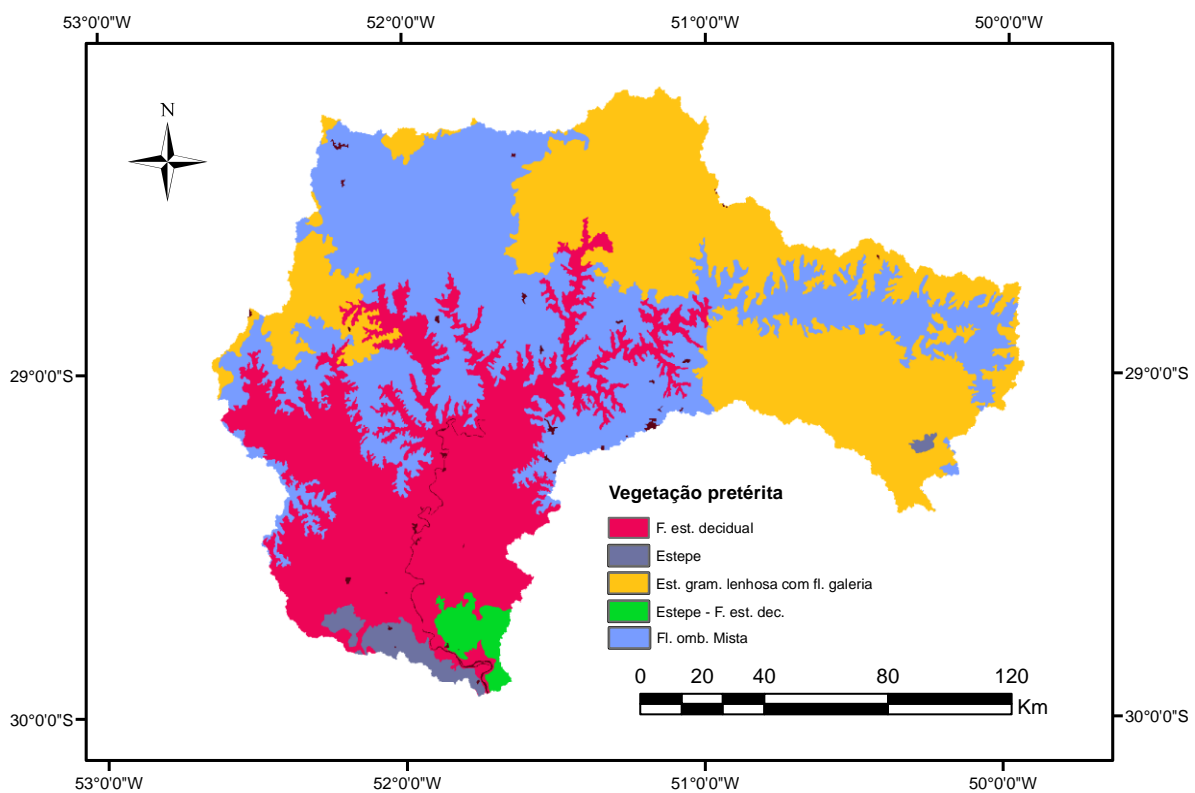 53°0'0"W 52°0'0"W 51°0'0"W 50°0'0"W
N
29°0'0"S 29°0'0"S
Vegetação pretérita
F. est. decidual
Estepe
Est. gram. lenhosa com fl. galeria
Estepe - F. est. dec.
Fl. omb. Mista
0 20 40 80 120
Km
30°0'0"S 30°0'0"S
53°0'0"W 52°0'0"W 51°0'0"W 50°0'0"W